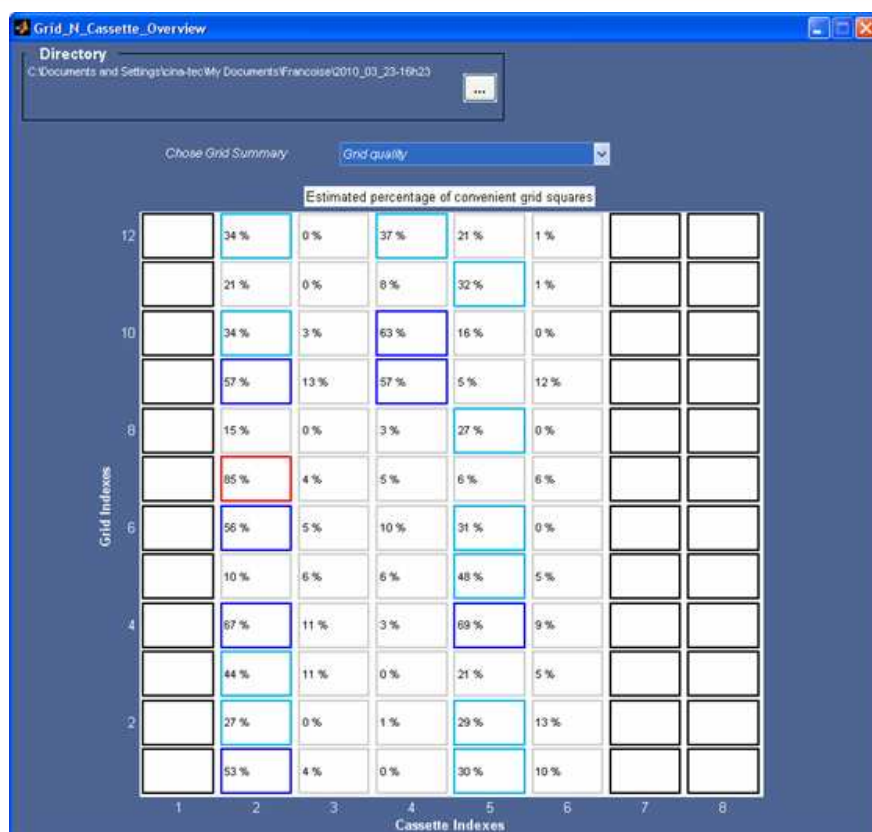 Grid_N_Cassette_Overview
Directory
C:\Documents and Settings\cina-tec\My Documents\Francoise\2010_03_23-16h23
...
Chose Grid Summary Grid quality
Estimated percentage of convenient grid squares
12 34 % 0 % 37 % 21 % 1 %
21 % 0 % 8 % 32 % 1 %
10 34 % 3 % 63 % 16 % 0 %
57 % 13 % 57 % 5 % 12 %
8 15 % 0 % 3 % 27 % 0 %
85 % 4 % 5 % 6 % 6 %
Grid Indexes
6 56 % 5 % 10 % 31 % 0 %
10 % 6 % 6 % 48 % 5 %
4 67 % 11 % 3 % 69 % 9 %
44 % 11 % 0 % 21 % 5 %
2 27 % 0 % 1 % 29 % 13 %
53 % 4 % 0 % 30 % 10 %
1 2 3 4 5 6 7 8
Cassette Indexes